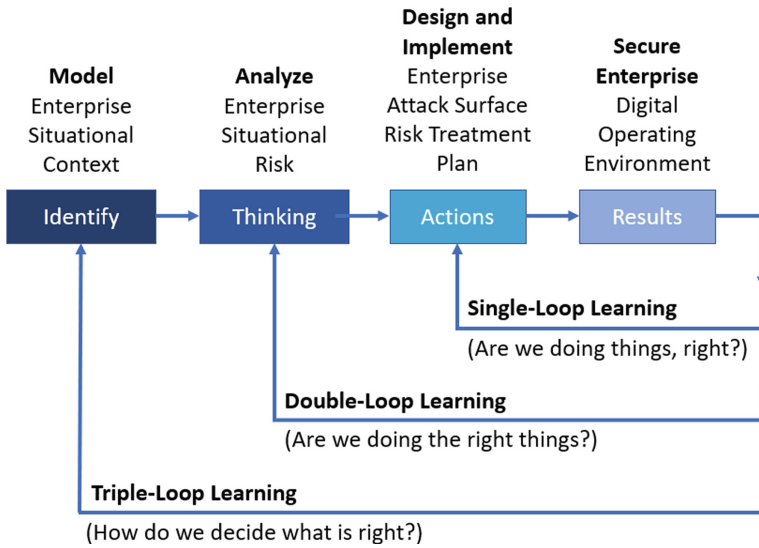 Model
Enterprise
Situational
Context
Analyze
Enterprise
Situational
Risk
Design and
Implement
Enterprise
Attack Surface
Risk Treatment
Plan
Secure
Enterprise
Digital
Operating
Environment
Identify
Thinking
Actions
Results
Single-Loop Learning
(Are we doing things, right?)
Double-Loop Learning
(Are we doing the right things?)
Triple-Loop Learning
(How do we decide what is right?)